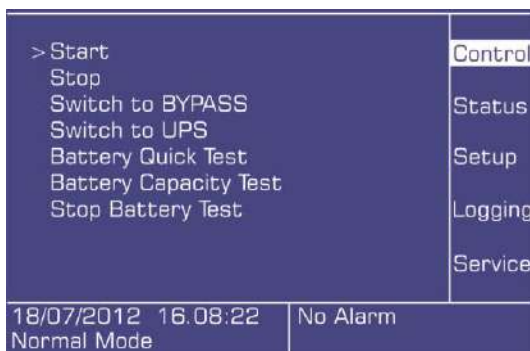 > Start
Stop
Switch to BYPASS
Switch to UPS
Battery Quick Test
Battery Capacity Test
Stop Battery Test
Control
Status
Setup
Logging
Service
18/07/2012 16.08:22
Normal Mode
No Alarm